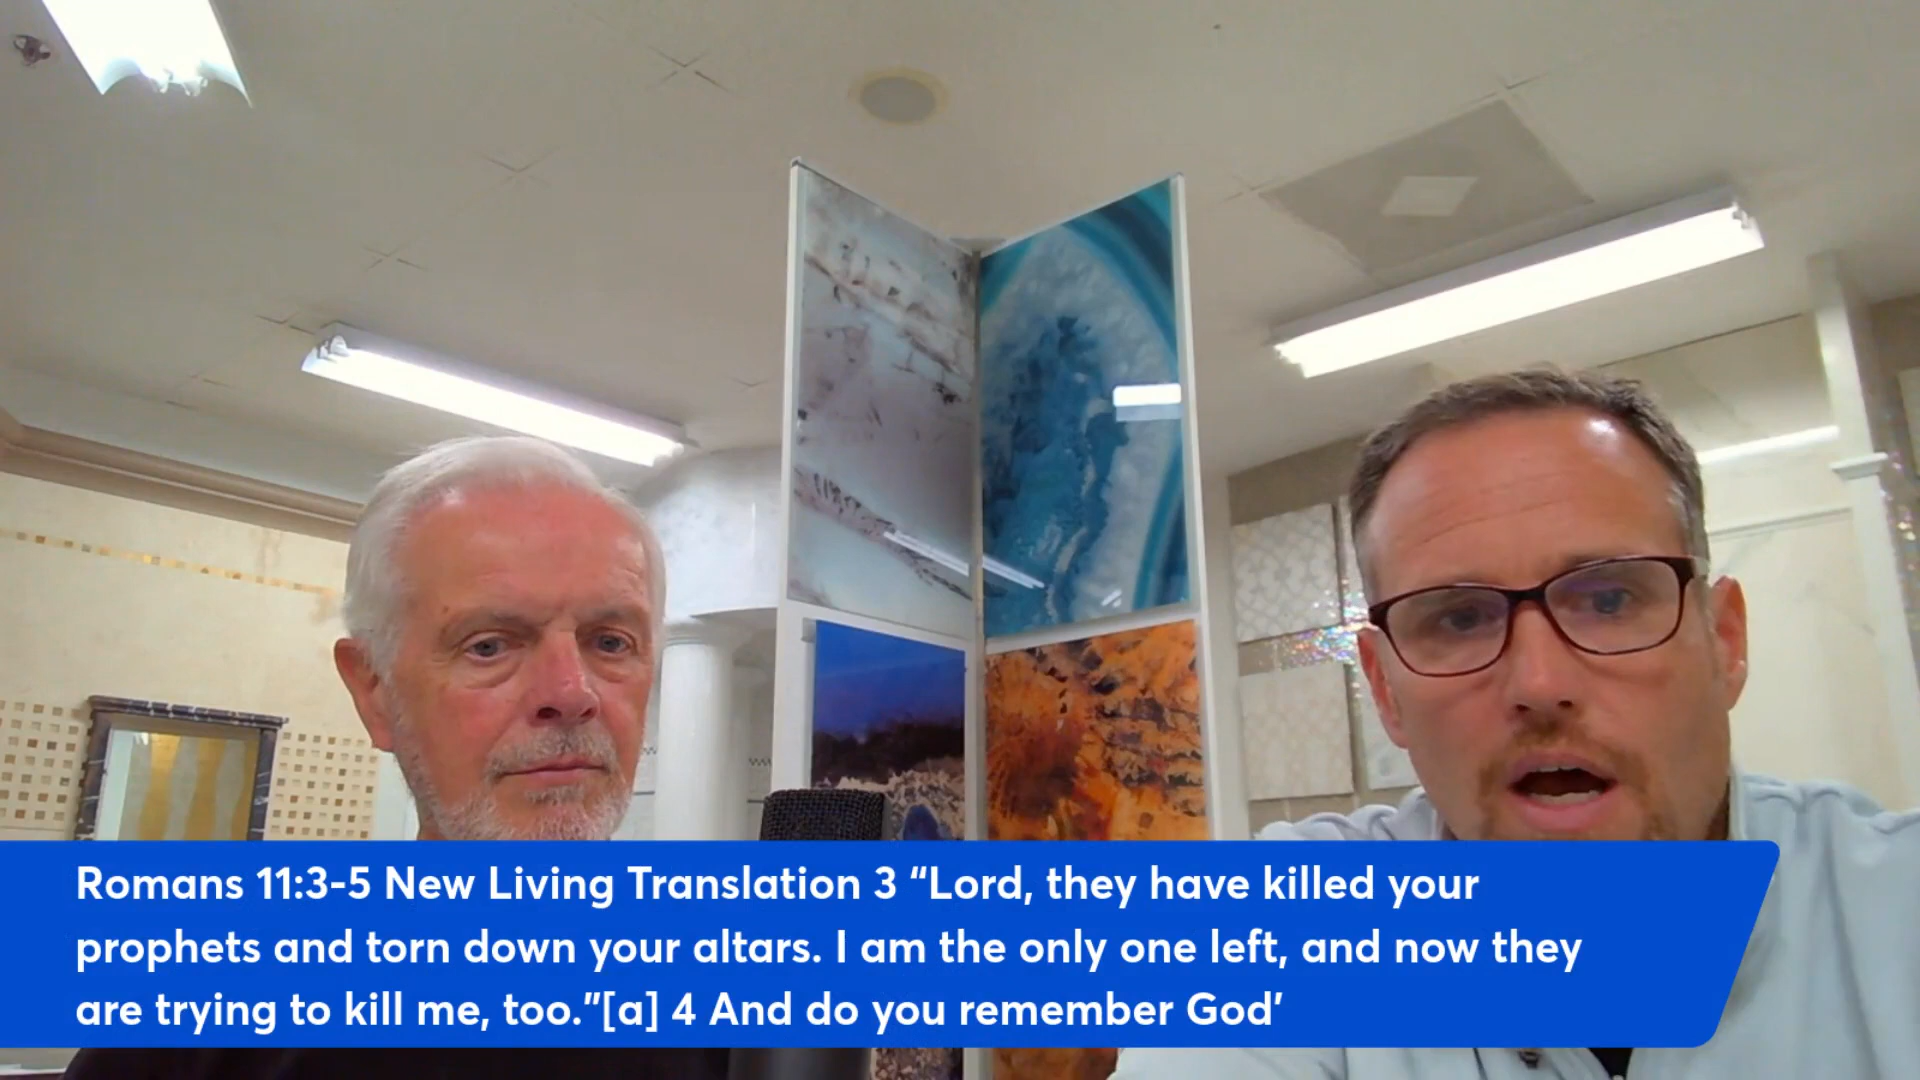 Romans 11:3-5 New Living Translation 3 “Lord, they have killed your
prophets and torn down your altars. I am the only one left, and now they
are trying to kill me, too.”[a] 4 And do you remember God’